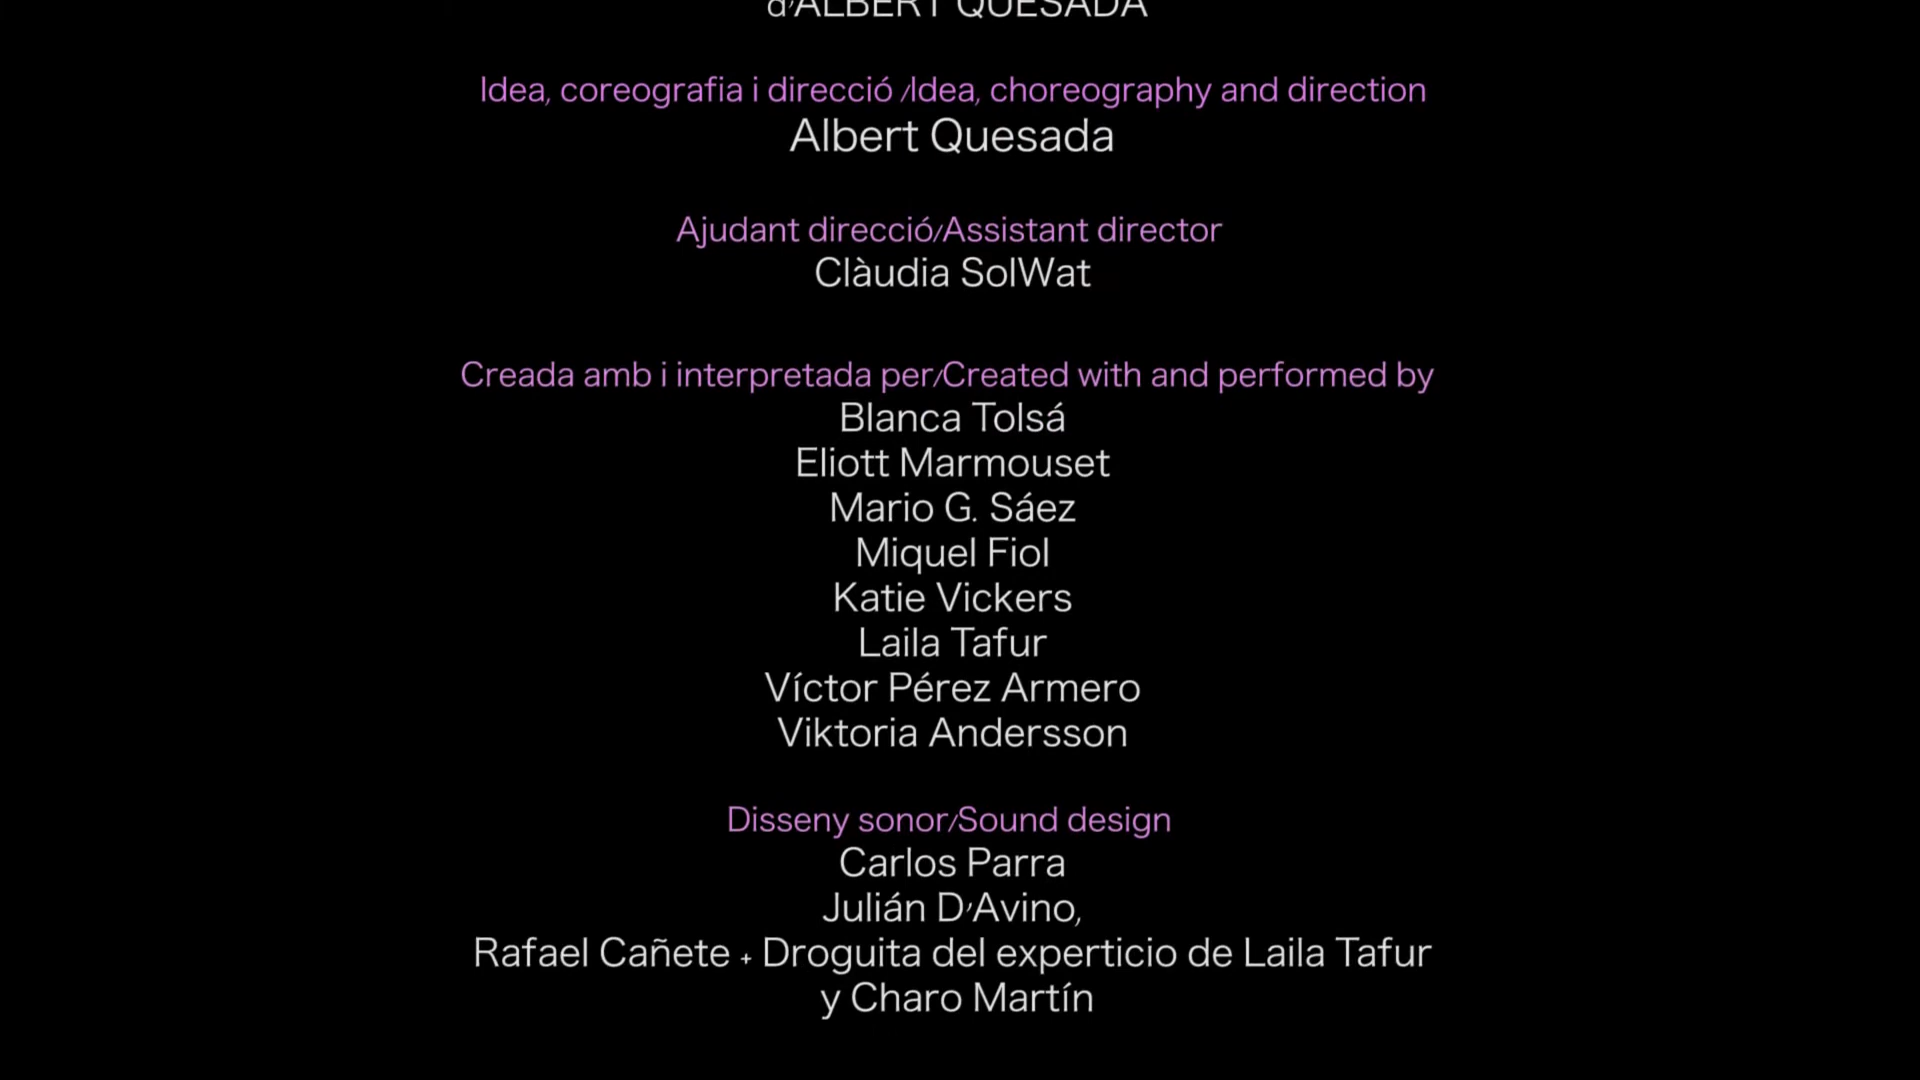 d'ALBERT QUESADA
Idea, coreografia i direcció /Idea, choreography and direction
Albert Quesada
Ajudant direcció/Assistant director
Clàudia SolWat
Creada amb i interpretada per/Created with and performed by
Blanca Tolsá
Eliott Marmouset
Mario G. Sáez
Miquel Fiol
Katie Vickers
Laila Tafur
Víctor Pérez Armero
Viktoria Andersson
Disseny sonor/Sound design
Carlos Parra
Julián D'Avino,
Rafael Cañete + Droguita del experticio de Laila Tafur
y Charo Martín